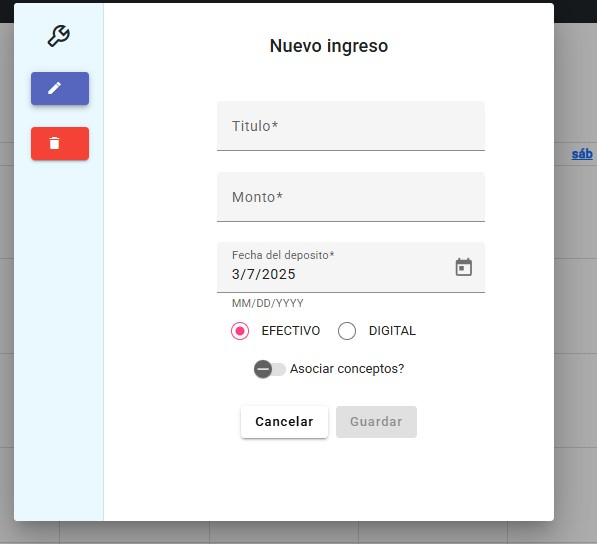 Nuevo ingreso
Titulo*
sáb
Monto*
Fecha del deposito*
3/7/2025
MM/DD/YYYY
EFECTIVO DIGITAL
Asociar conceptos?
Cancelar Guardar